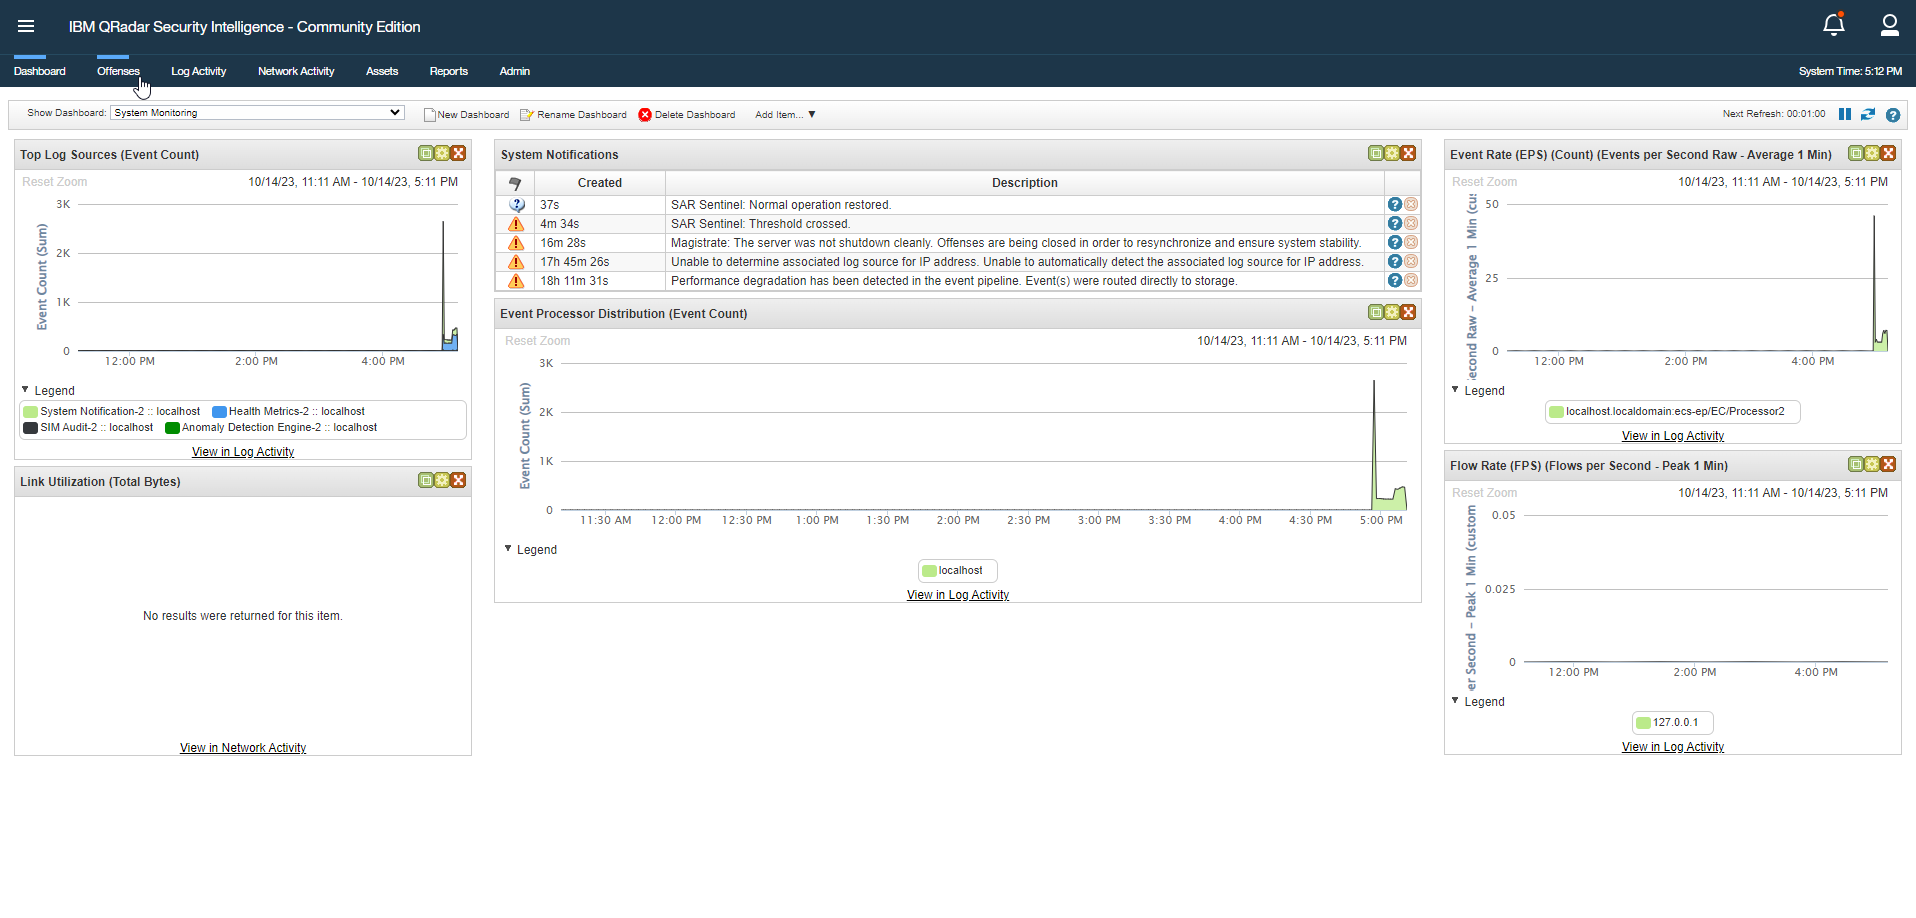 IBM QRadar Security Intelligence - Community Edition
Dashboard Offenses Log Activity Network Activity Assets Reports Admin System Time: 5:12 PM
Show Dashboard: System Monitoring New Dashboard Rename Dashboard Delete Dashboard Add Item... ▼ Next Refresh: 00:01:00
Top Log Sources (Event Count)
Reset Zoom 10/14/23, 11:11 AM - 10/14/23, 5:11 PM
Event Count (Sum)
3K
2K
1K
0
12:00 PM 2:00 PM 4:00 PM
Legend
System Notification-2 :: localhost Health Metrics-2 :: localhost
SIM Audit-2 :: localhost Anomaly Detection Engine-2 :: localhost
View in Log Activity
Link Utilization (Total Bytes)
No results were returned for this item.
View in Network Activity
System Notifications
Created Description
37s SAR Sentinel: Normal operation restored.
4m 34s SAR Sentinel: Threshold crossed.
16m 28s Magistrate: The server was not shutdown cleanly. Offenses are being closed in order to resynchronize and ensure system stability.
17h 45m 26s Unable to determine associated log source for IP address. Unable to automatically detect the associated log source for IP address.
18h 11m 31s Performance degradation has been detected in the event pipeline. Event(s) were routed directly to storage.
Event Processor Distribution (Event Count)
Reset Zoom 10/14/23, 11:11 AM - 10/14/23, 5:11 PM
Event Count (Sum)
3K
2K
1K
0
11:30 AM 12:00 PM 12:30 PM 1:00 PM 1:30 PM 2:00 PM 2:30 PM 3:00 PM 3:30 PM 4:00 PM 4:30 PM 5:00 PM
Legend
localhost
View in Log Activity
Event Rate (EPS) (Count) (Events per Second Raw - Average 1 Min)
Reset Zoom 10/14/23, 11:11 AM - 10/14/23, 5:11 PM
econd Raw - Average 1 Min (cus
50
25
0
12:00 PM 2:00 PM 4:00 PM
Legend
localhost.localdomain:ecs-ep/EC/Processor2
View in Log Activity
Flow Rate (FPS) (Flows per Second - Peak 1 Min)
Reset Zoom 10/14/23, 11:11 AM - 10/14/23, 5:11 PM
er Second - Peak 1 Min (custom
0.05
0.025
0
12:00 PM 2:00 PM 4:00 PM
Legend
127.0.0.1
View in Log Activity